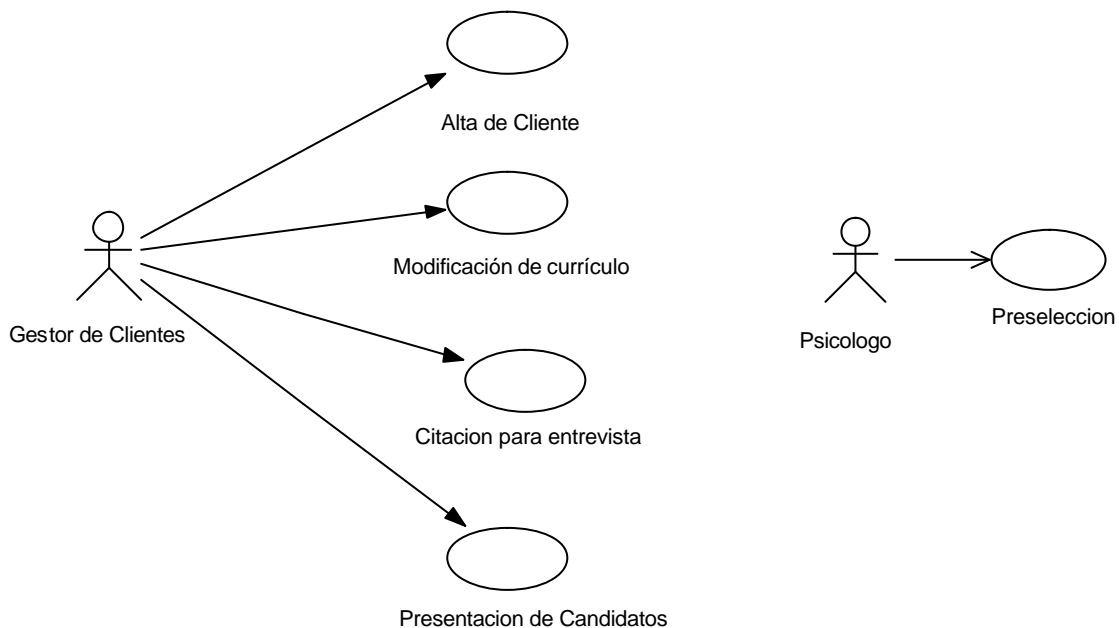 Alta de Cliente
Modificación de currículo
Gestor de Clientes
Citacion para entrevista
Presentacion de Candidatos
Psicologo
Preseleccion